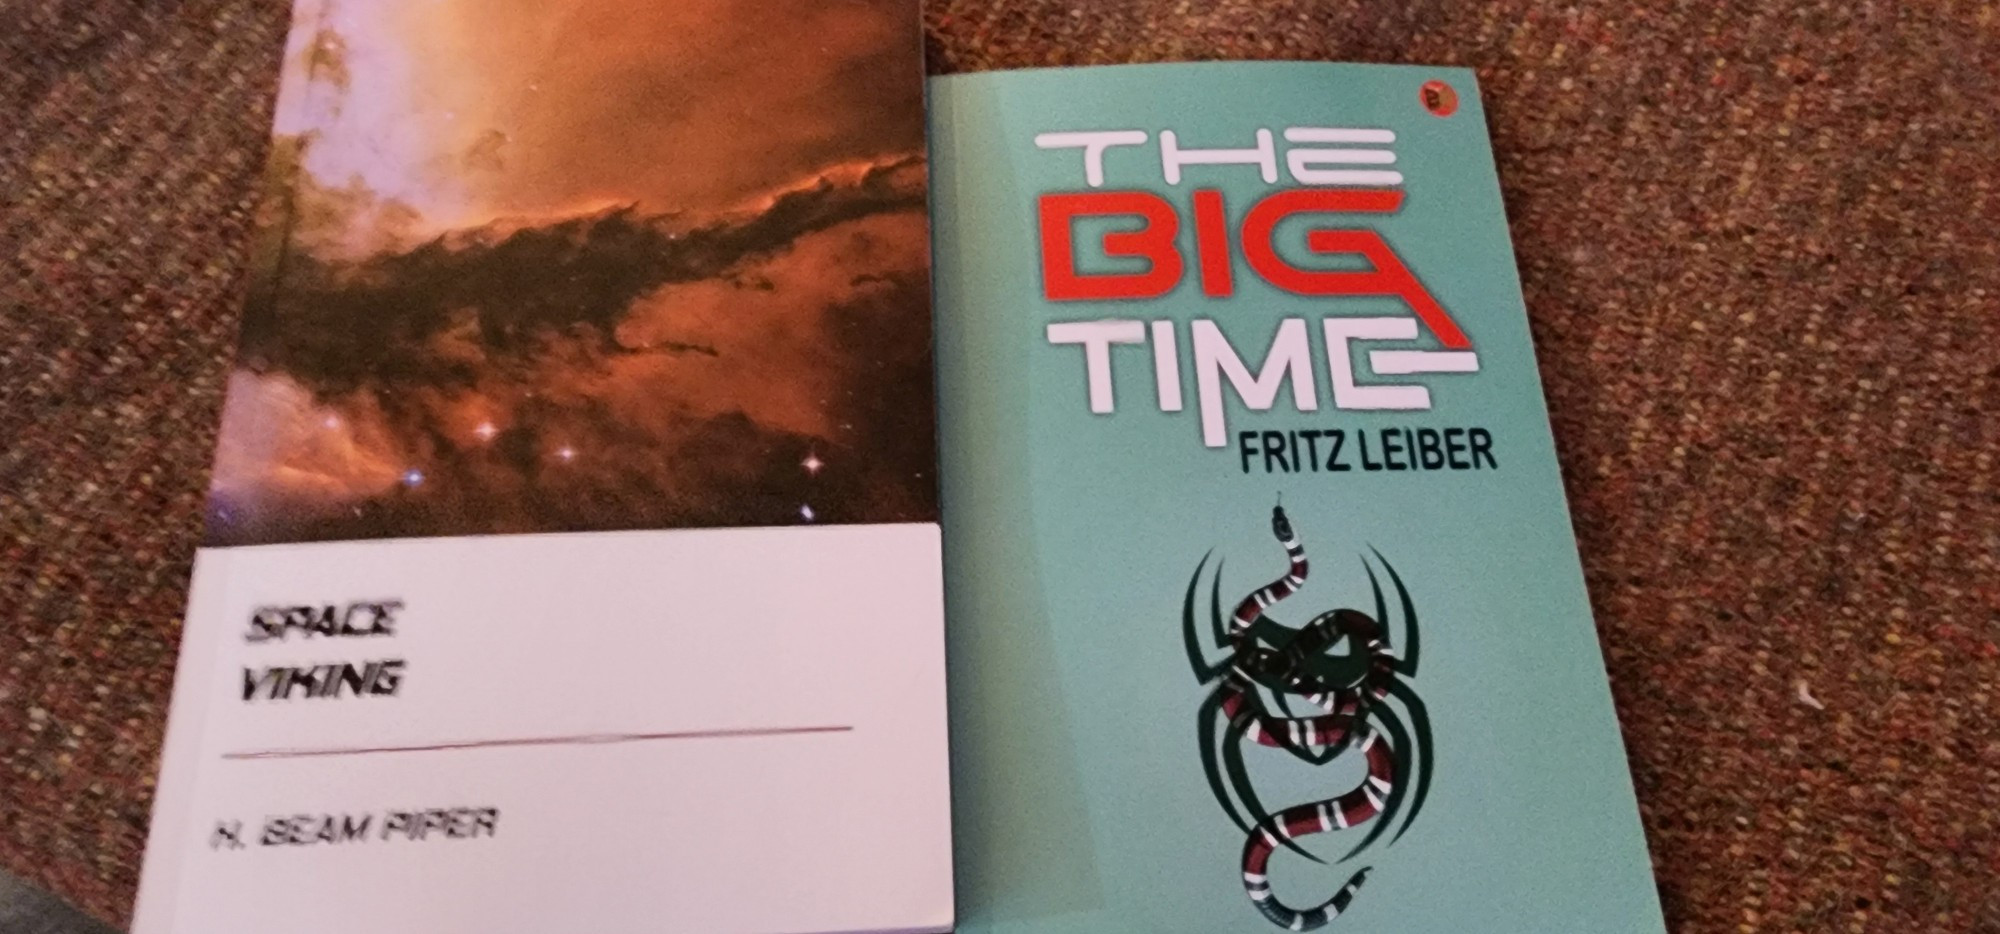 SPACE
VIKING
H. BEAM PIPER
THE
BIG
TIME
FRITZ LEIBER